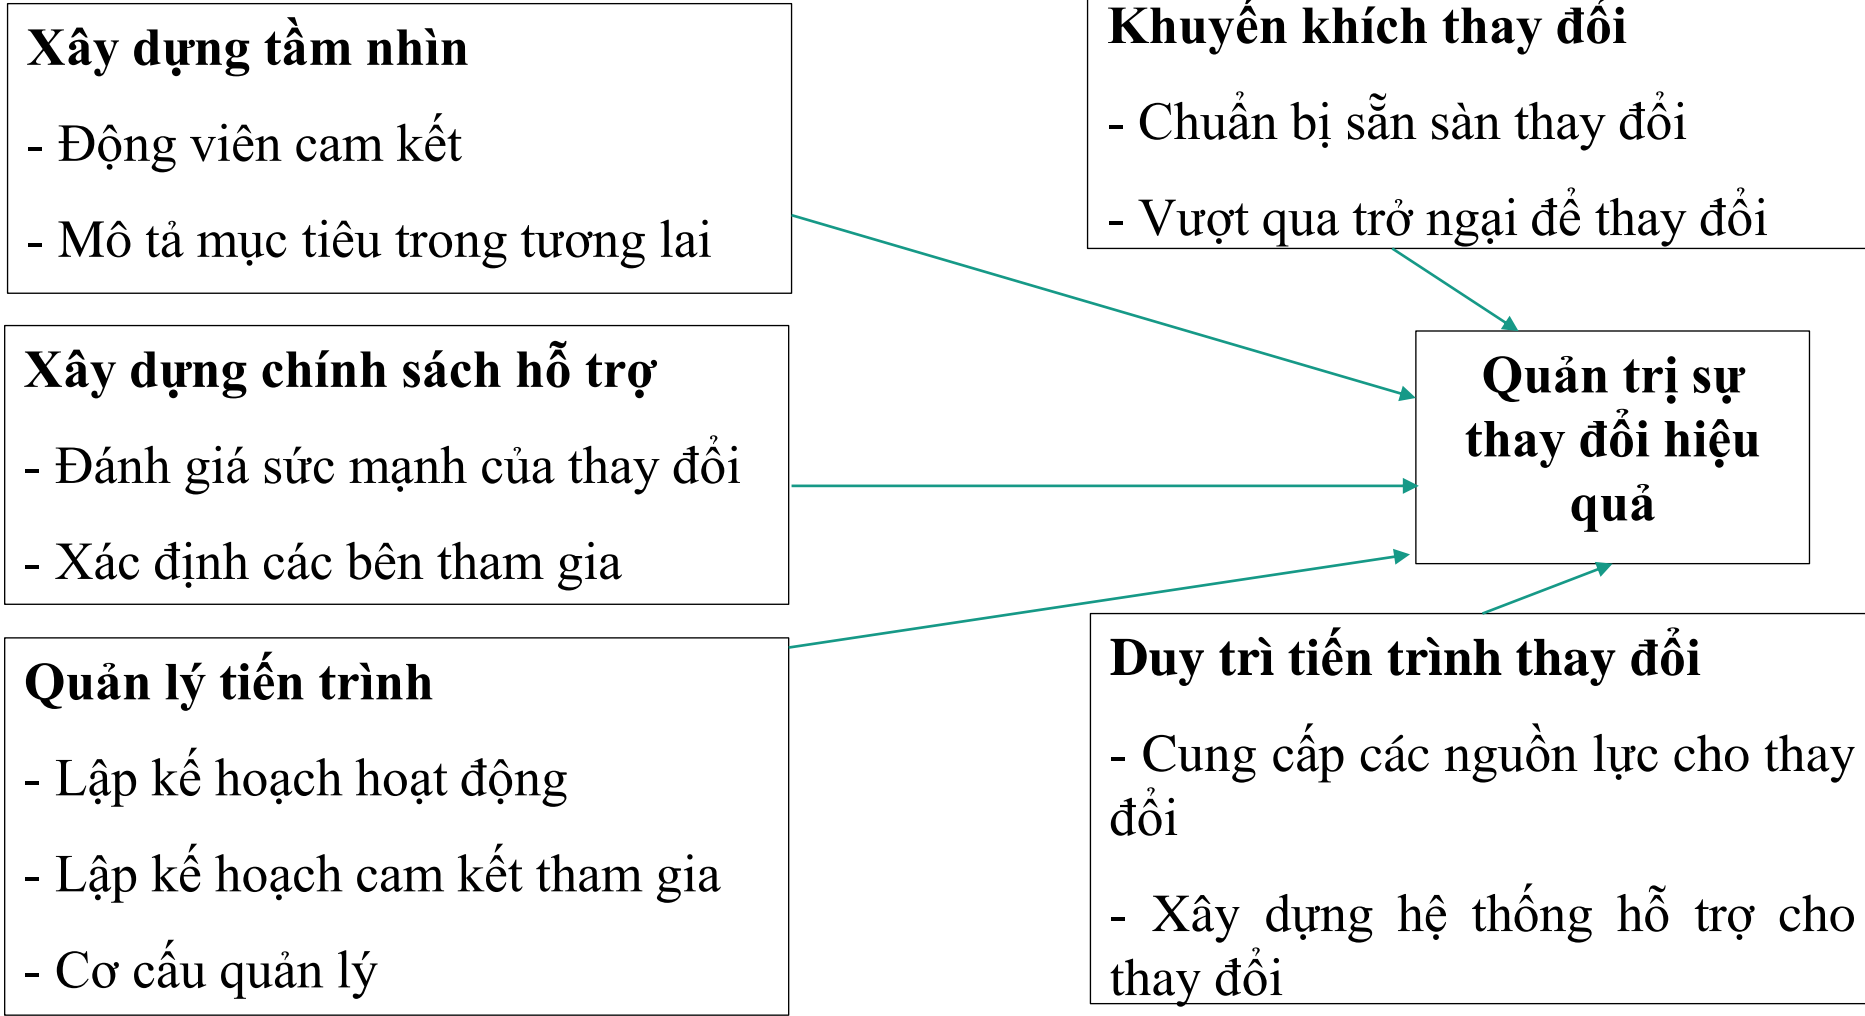 Xây dựng tầm nhìn
- Động viên cam kết
- Mô tả mục tiêu trong tương lai
Khuyến khích thay đổi
- Chuẩn bị sẵn sàn thay đổi
- Vượt qua trở ngại để thay đổi
Xây dựng chính sách hỗ trợ
- Đánh giá sức mạnh của thay đổi
- Xác định các bên tham gia
Quản trị sự
thay đổi hiệu
quả
Quản lý tiến trình
- Lập kế hoạch hoạt động
- Lập kế hoạch cam kết tham gia
- Cơ cấu quản lý
Duy trì tiến trình thay đổi
- Cung cấp các nguồn lực cho thay
đổi
- Xây dựng hệ thống hỗ trợ cho
thay đổi